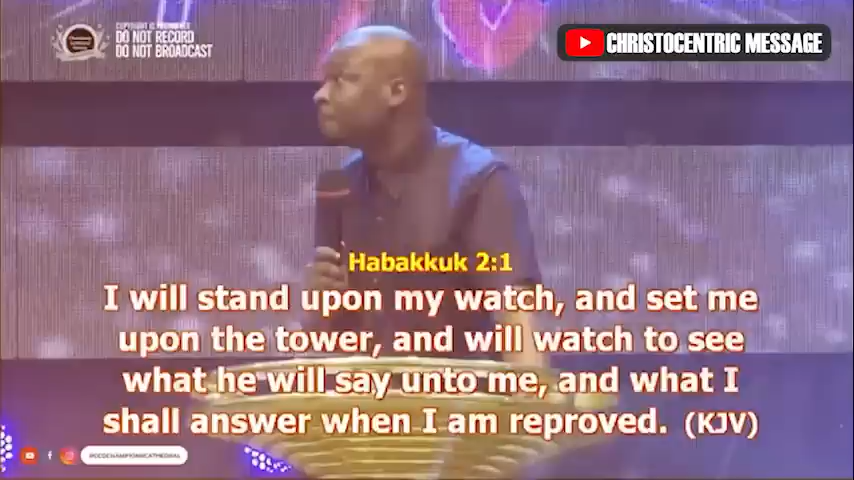 COPYRIGHT IS PROHIBITED
DO NOT RECORD
DO NOT BROADCAST
CHRISTOCENTRIC MESSAGE
Habakkuk 2:1
I will stand upon my watch, and set me
upon the tower, and will watch to see
what he will say unto me, and what I
shall answer when I am reproved. (KJV)